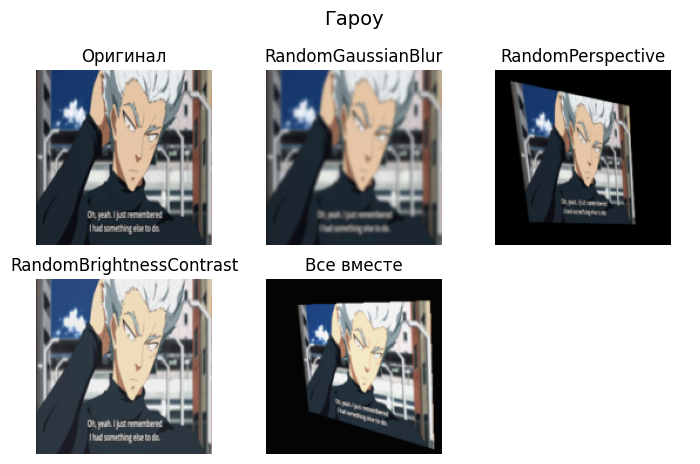 Гароу
Оригинал
RandomGaussianBlur
RandomPerspective
Oh, yeah. I just remembered
I had something else to do.
Oh, yeah. I just remembered
I had something else to do.
Oh, yeah. I just remembered
I had something else to do.
RandomBrightnessContrast
Все вместе
Oh, yeah. I just remembered
I had something else to do.
Oh, yeah. I just remembered
I had something else to do.